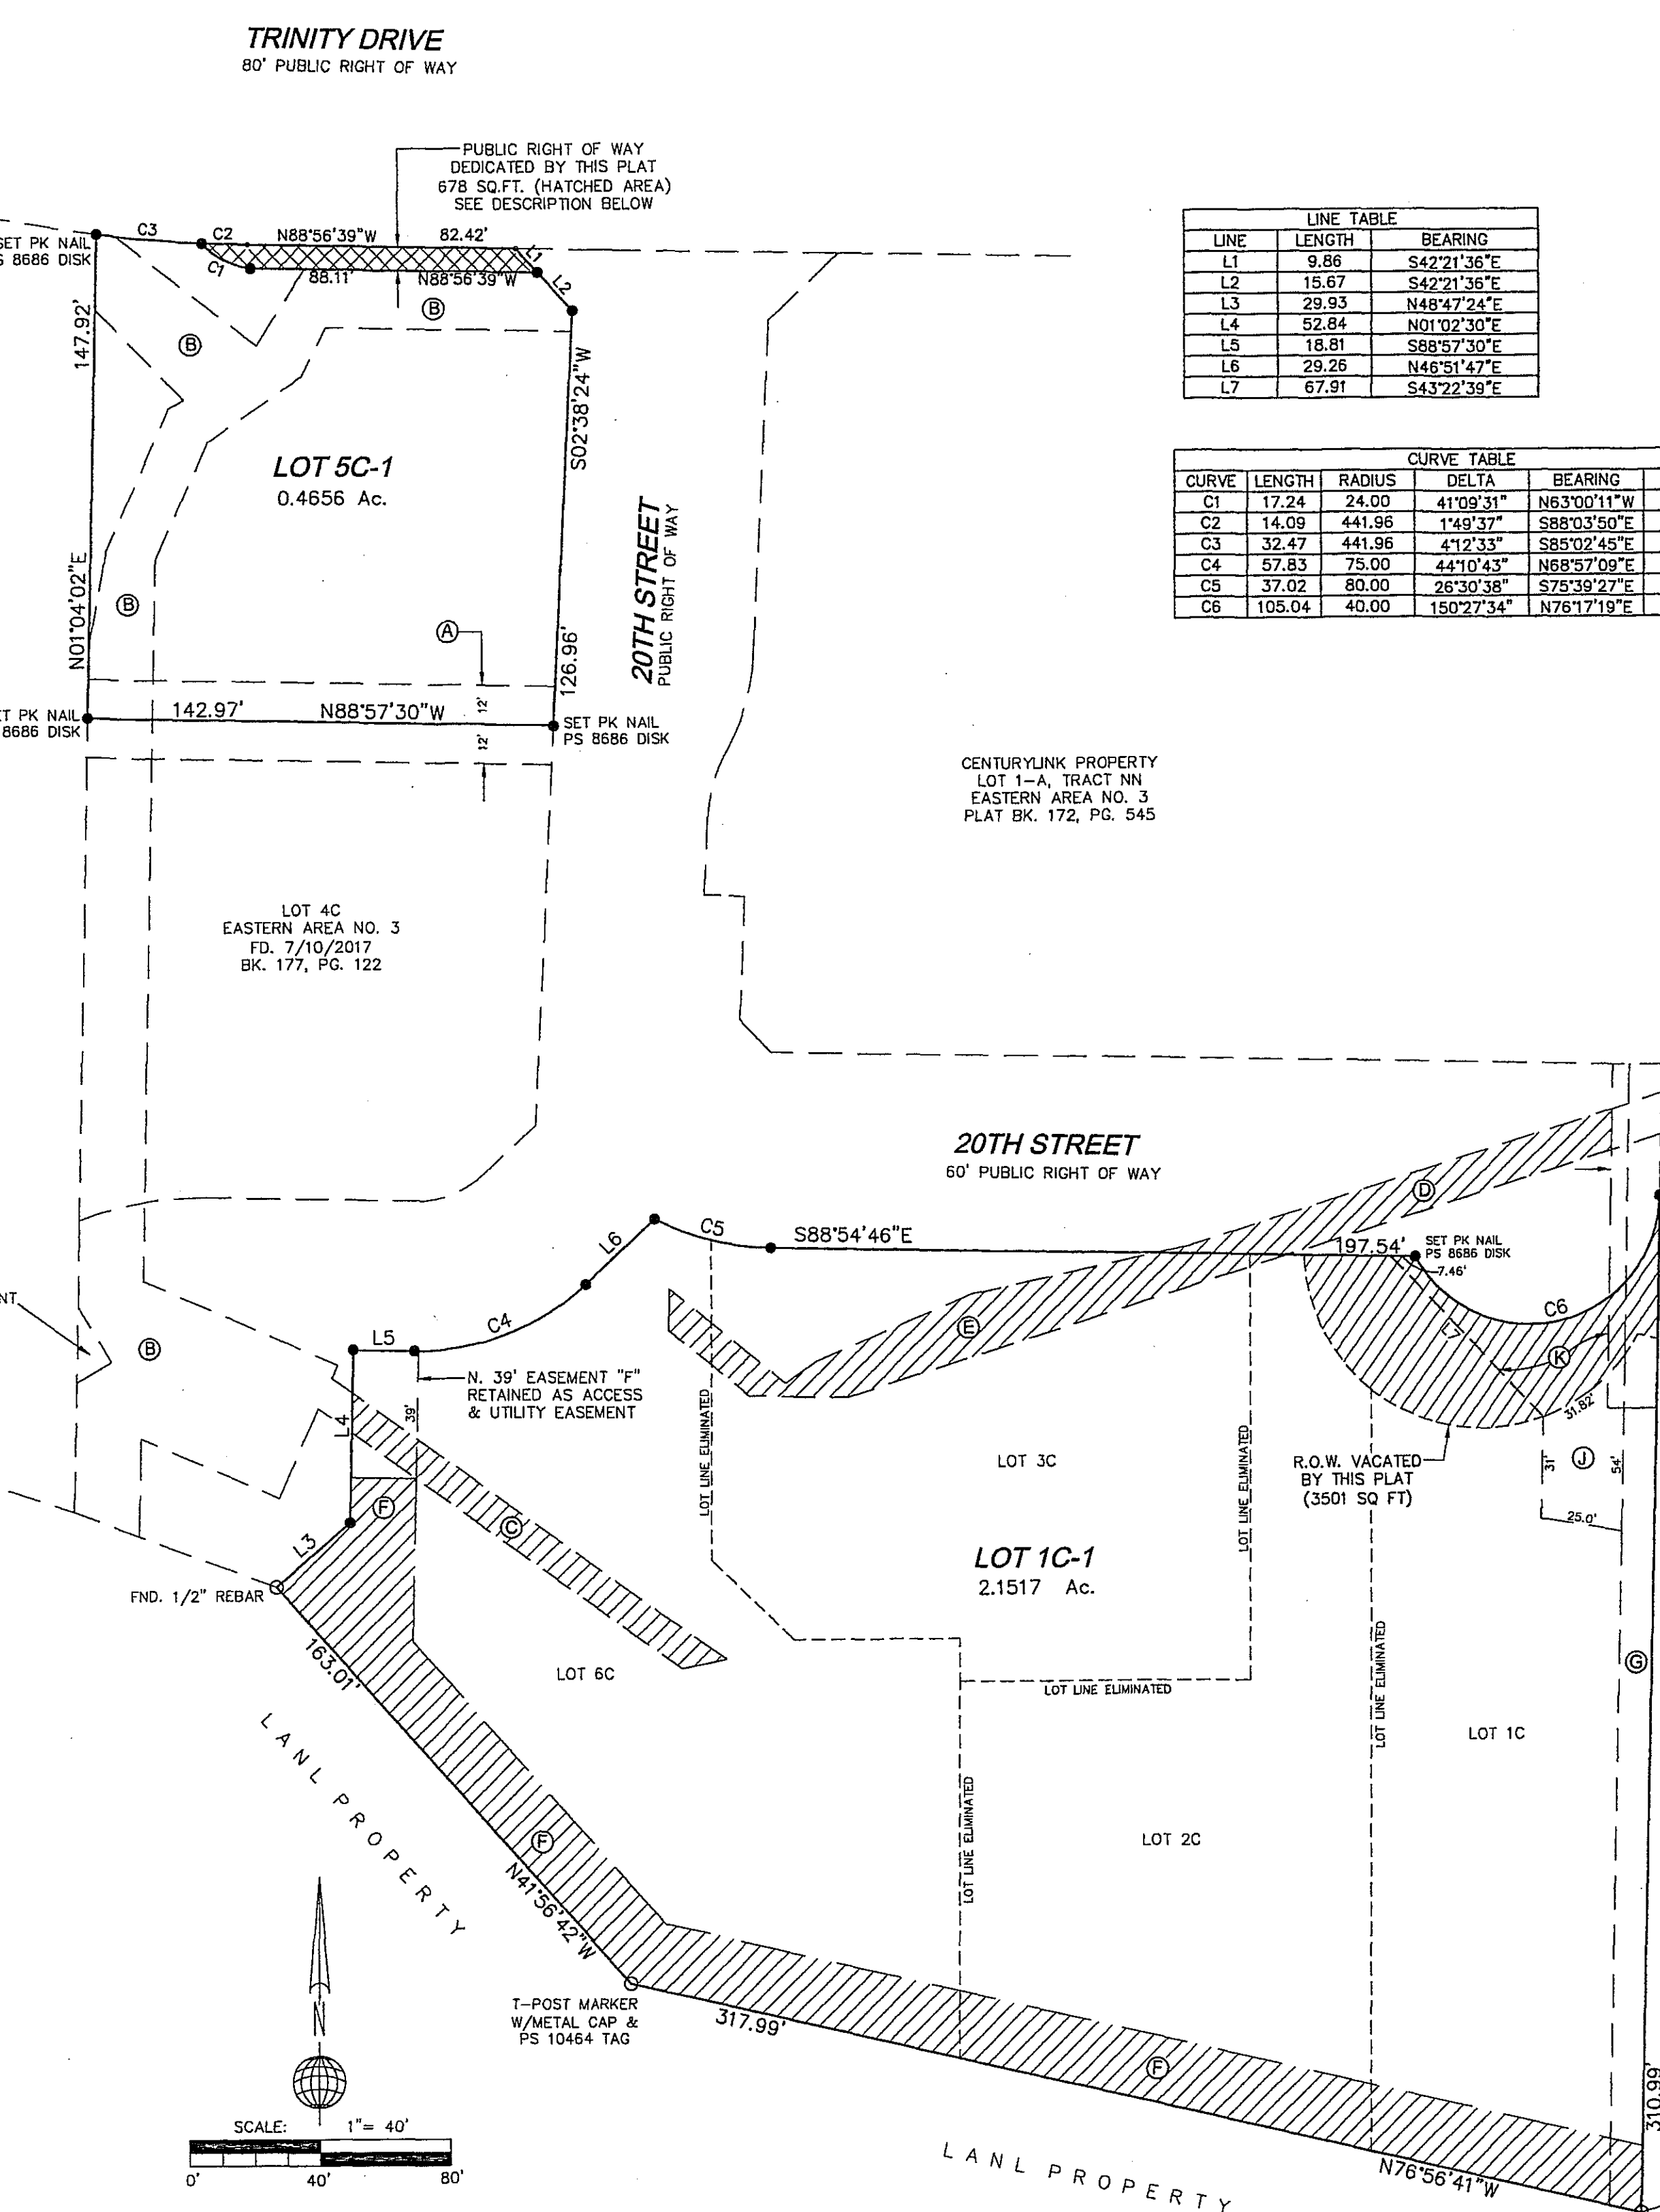 TRINITY DRIVE
80' PUBLIC RIGHT OF WAY
PUBLIC RIGHT OF WAY
DEDICATED BY THIS PLAT
678 SQ.FT. (HATCHED AREA)
SEE DESCRIPTION BELOW
SET PK NAIL
8686 DISK
C3
C2
N88°56'39"W
82.42'
L1
C1
88.11'
N88°56'39"W
L2
B
B
147.92'
N01°04'02"E
LOT 5C-1
0.4656 Ac.
S02°38'24"W
126.96'
20TH STREET
PUBLIC RIGHT OF WAY
B
A
12'
12'
142.97'
N88°57'30"W
PK NAIL
8686 DISK
SET PK NAIL
PS 8686 DISK
LINE TABLE
LINE LENGTH BEARING
L1 9.86 S42°21'36"E
L2 15.67 S42°21'36"E
L3 29.93 N48°47'24"E
L4 52.84 N01°02'30"E
L5 18.81 S88°57'30"E
L6 29.26 N46°51'47"E
L7 67.91 S43°22'39"E
CURVE TABLE
CURVE LENGTH RADIUS DELTA BEARING
C1 17.24 24.00 41°09'31" N63°00'11"W
C2 14.09 441.96 1°49'37" S88°03'50"E
C3 32.47 441.96 4°12'33" S85°02'45"E
C4 57.83 75.00 44°10'43" N68°57'09"E
C5 37.02 80.00 26°30'38" S75°39'27"E
C6 105.04 40.00 150°27'34" N76°17'19"E
CENTURYLINK PROPERTY
LOT 1-A, TRACT NN
EASTERN AREA NO. 3
PLAT BK. 172, PG. 545
LOT 4C
EASTERN AREA NO. 3
FD. 7/10/2017
BK. 177, PG. 122
20TH STREET
60' PUBLIC RIGHT OF WAY
D
L6
C5
S88°54'46"E
197.54'
SET PK NAIL
PS 8686 DISK
7.46'
C6
NT
B
L5
C4
E
L7
K
N. 39' EASEMENT "F"
RETAINED AS ACCESS
& UTILITY EASEMENT
39'
L4
31.82'
LOT LINE ELIMINATED
LOT LINE ELIMINATED
LOT 3C
R.O.W. VACATED
BY THIS PLAT
(3501 SQ FT)
31'
J
54'
25.0'
F
C
L3
LOT 1C-1
2.1517 Ac.
FND. 1/2" REBAR
163.01'
LOT 6C
LOT LINE ELIMINATED
LOT LINE ELIMINATED
G
LOT 1C
LANL PROPERTY
LOT LINE ELIMINATED
LOT 2C
F
N41°56'42"W
N
T-POST MARKER
W/METAL CAP &
PS 10464 TAG
317.99'
F
310.99'
SCALE: 1"= 40'
0' 40' 80'
LANL PROPERTY
N76°56'41"W